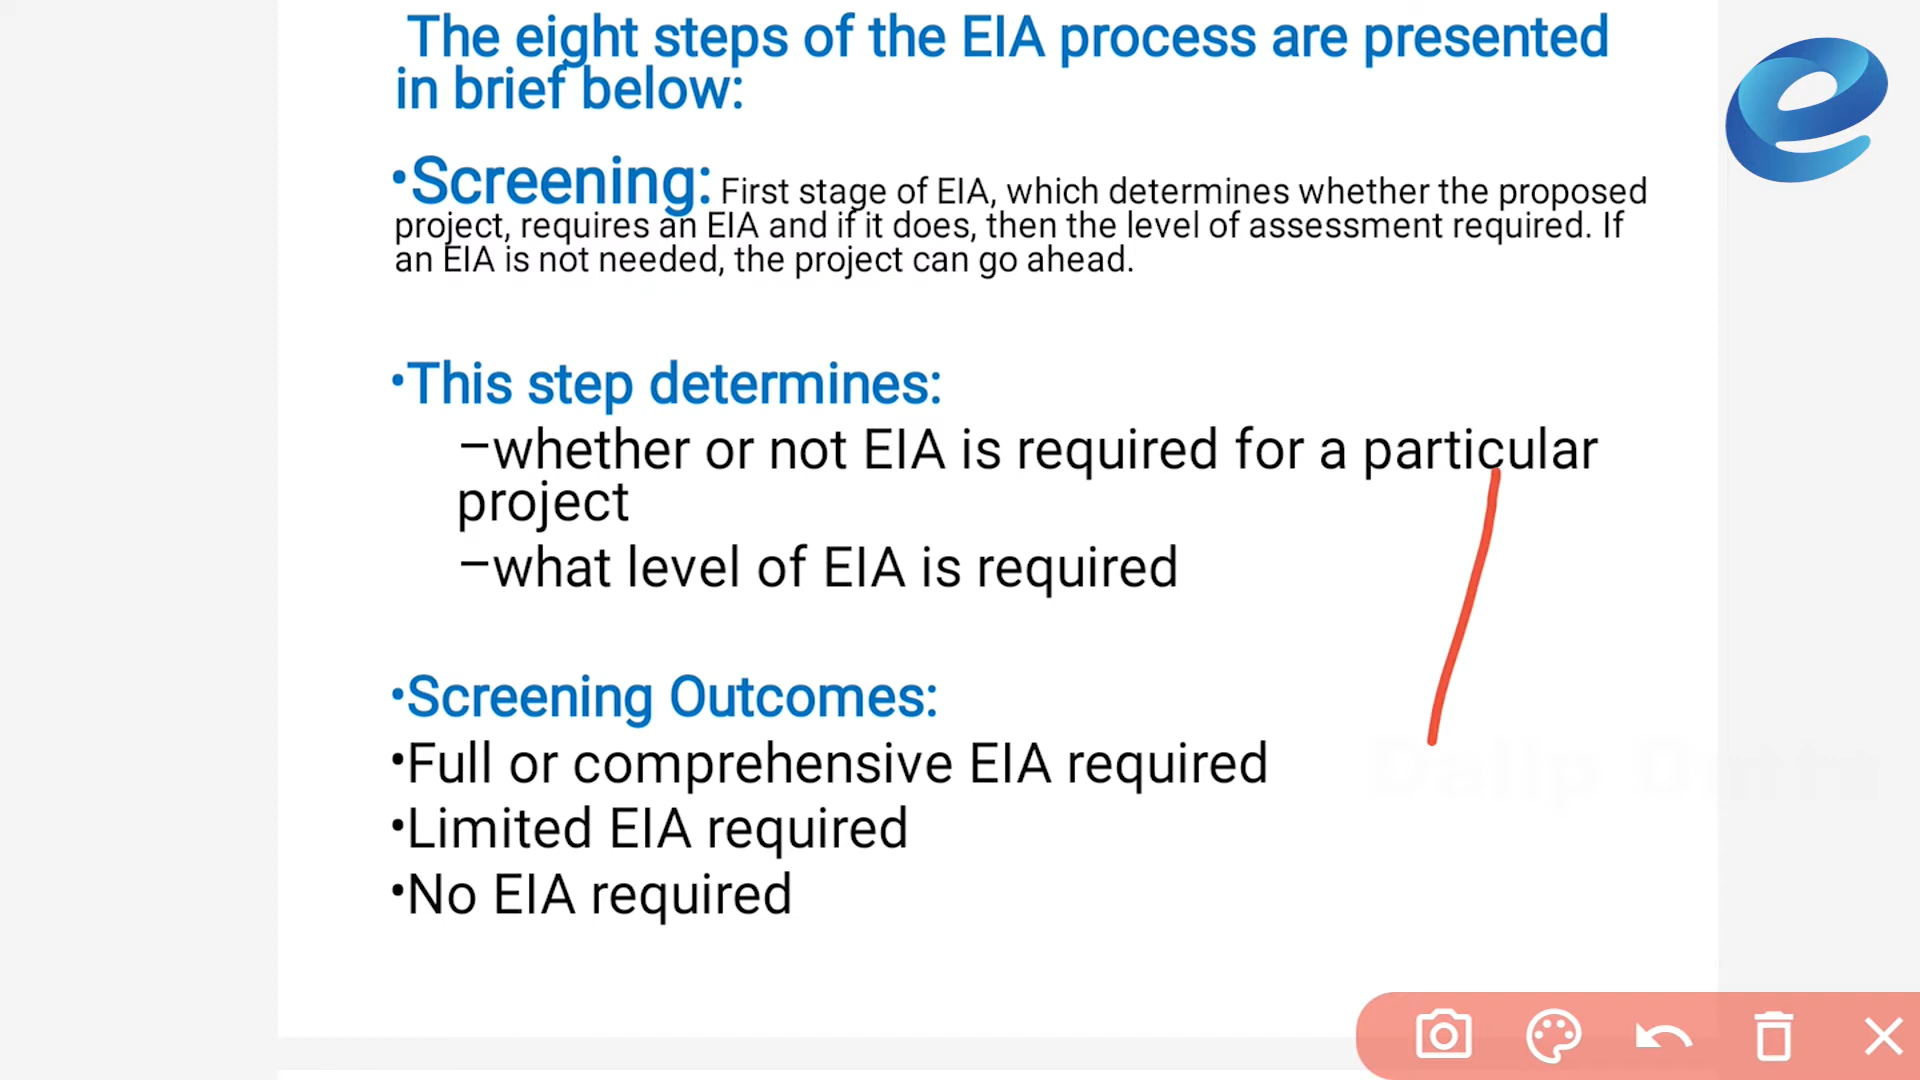 The eight steps of the EIA process are presented
in brief below:
•Screening: First stage of EIA, which determines whether the proposed
project, requires an EIA and if it does, then the level of assessment required. If
an EIA is not needed, the project can go ahead.
•This step determines:
–whether or not EIA is required for a particular
project
–what level of EIA is required
•Screening Outcomes:
•Full or comprehensive EIA required
•Limited EIA required
•No EIA required